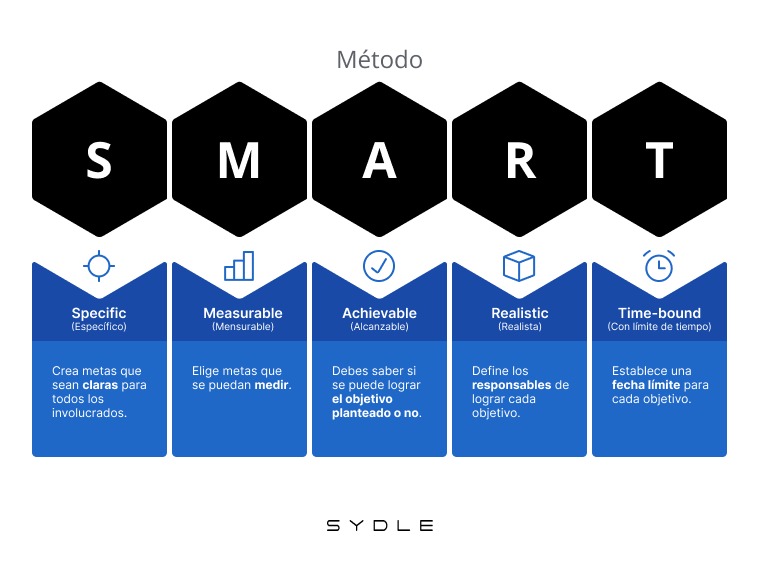 Método
S
M
A
R
T
Specific
(Específico)
Crea metas que
sean claras para
todos los
involucrados.
Measurable
(Mensurable)
Elige metas que
se puedan medir.
Achievable
(Alcanzable)
Debes saber si
se puede lograr
el objetivo
planteado o no.
Realistic
(Realista)
Define los
responsables de
lograr cada
objetivo.
Time-bound
(Con límite de tiempo)
Establece una
fecha límite para
cada objetivo.
SYDLE